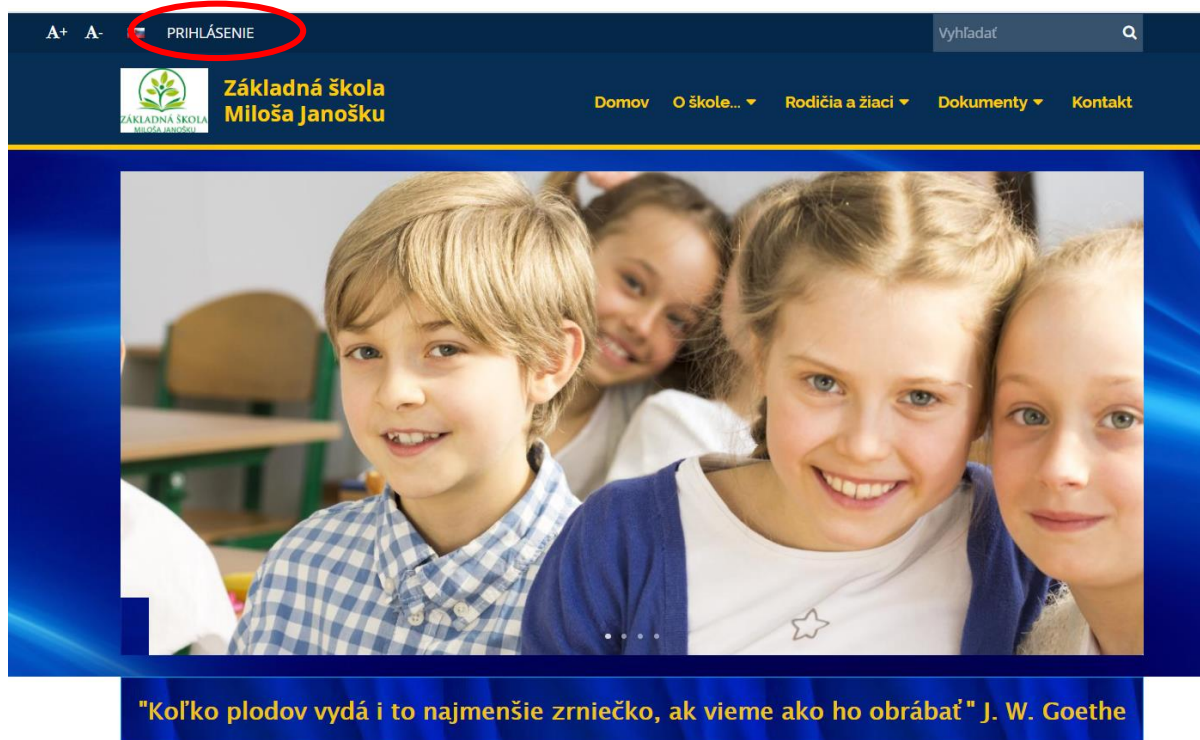 A+ A- PRIHLÁSENIE
Vyhľadať
ZÁKLADNÁ ŠKOLA
MILOŠA JANOŠKU
Základná škola
Miloša Janošku
Domov O škole... Rodičia a žiaci Dokumenty Kontakt
"Koľko plodov vydá i to najmenšie zrniečko, ak vieme ako ho obrábať" J. W. Goethe